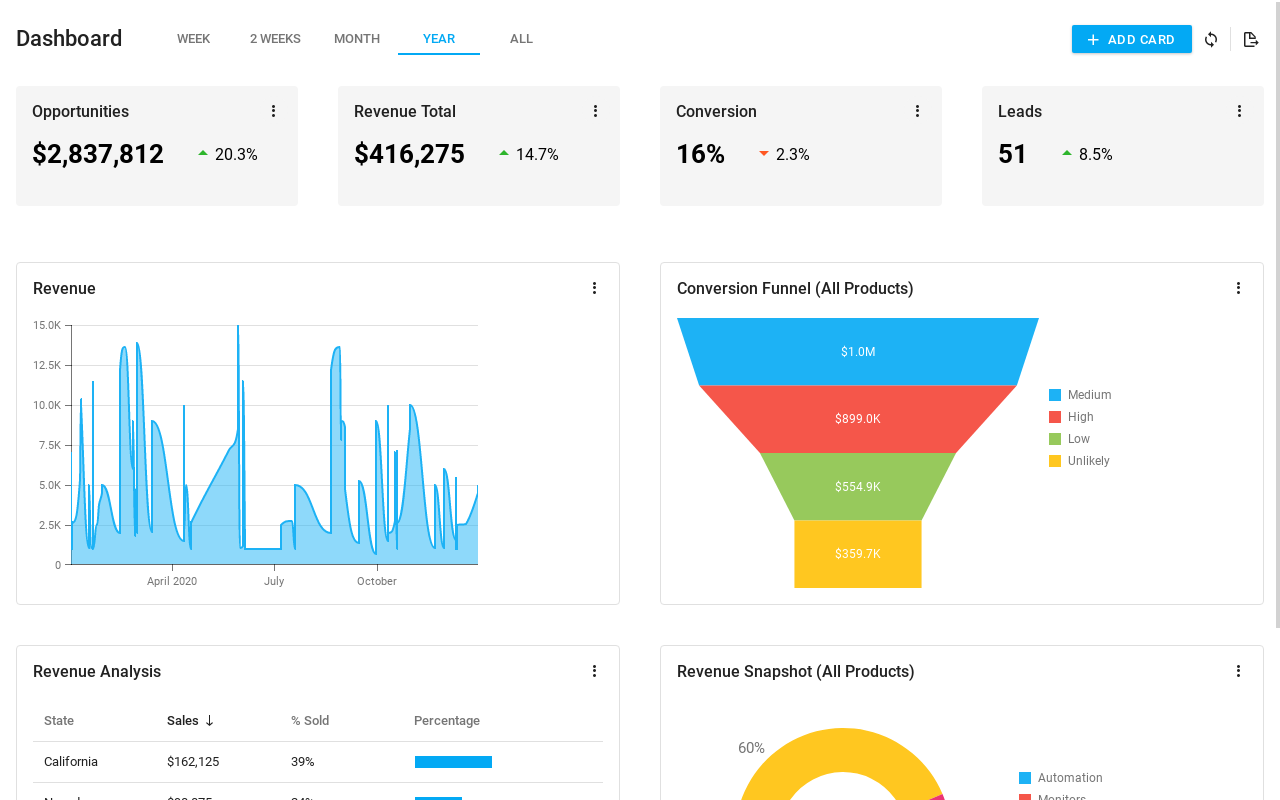 Dashboard
WEEK
2 WEEKS
MONTH
YEAR
ALL
ADD CARD
Opportunities
$2,837,812
20.3%
Revenue Total
$416,275
14.7%
Conversion
16%
2.3%
Leads
51
8.5%
Revenue
15.0K
12.5K
10.0K
7.5K
5.0K
2.5K
0
April 2020
July
October
Conversion Funnel (All Products)
$1.0M
$899.0K
$554.9K
$359.7K
Medium
High
Low
Unlikely
Revenue Analysis
State
Sales
% Sold
Percentage
California
$162,125
39%
Revenue Snapshot (All Products)
60%
Automation
Monitors